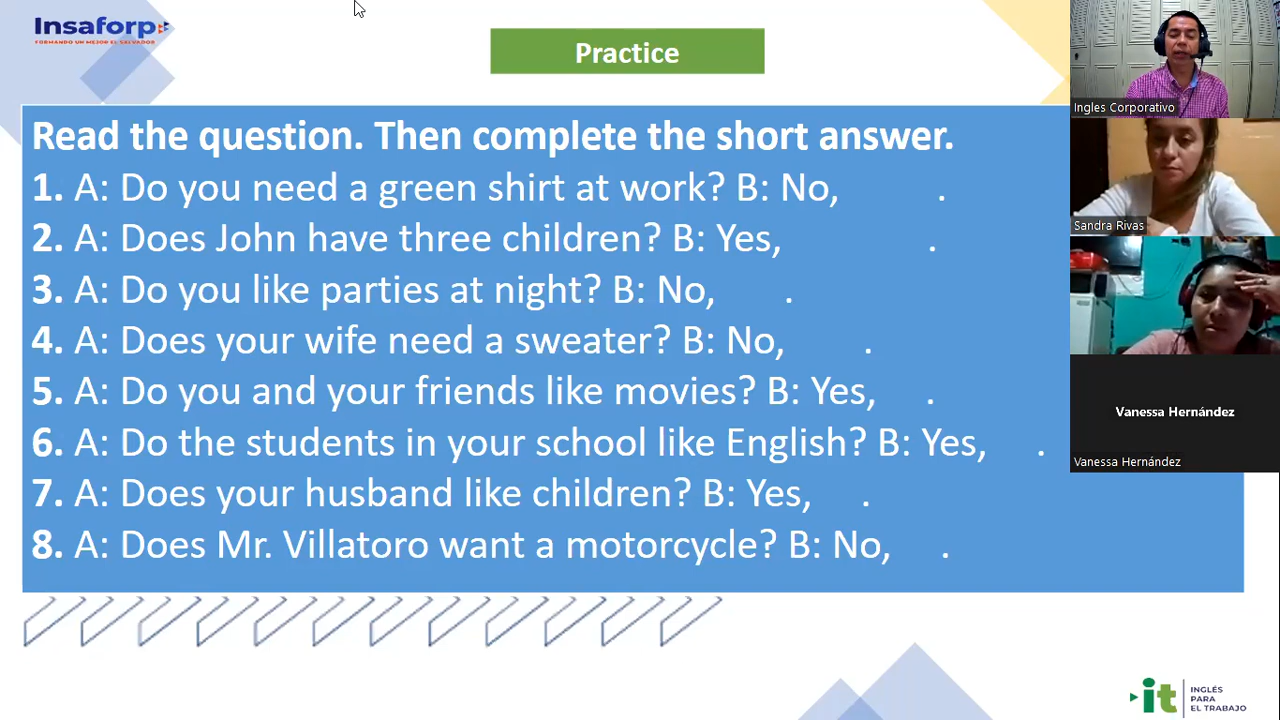 Insaforp
FORMANDO UN MEJOR EL SALVADOR
Practice
Read the question. Then complete the short answer.
1. A: Do you need a green shirt at work? B: No, .
2. A: Does John have three children? B: Yes, .
3. A: Do you like parties at night? B: No, .
4. A: Does your wife need a sweater? B: No, .
5. A: Do you and your friends like movies? B: Yes, .
6. A: Do the students in your school like English? B: Yes, .
7. A: Does your husband like children? B: Yes, .
8. A: Does Mr. Villatoro want a motorcycle? B: No, .
Ingles Corporativo
Sandra Rivas
Vanessa Hernández
Vanessa Hernández
it
INGLÉS
PARA
EL TRABAJO